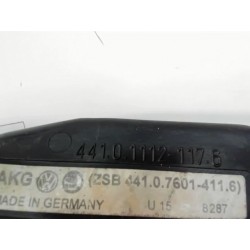 441.0.1112-117.B
AKG (ZSB 441.0.7601-411.6)
MADE IN GERMANY U 15 8287